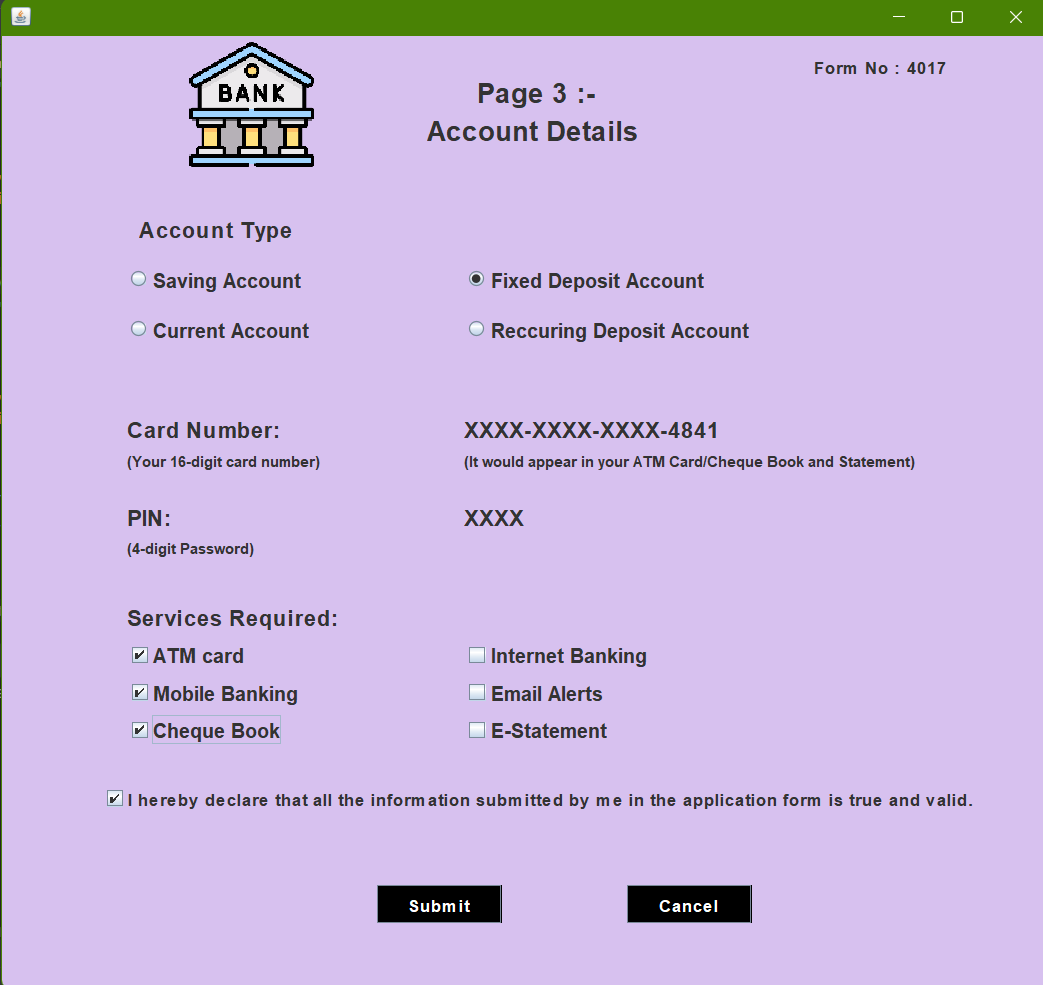 BANK
Form No : 4017
Page 3 :-
Account Details
Account Type
Saving Account
Fixed Deposit Account
Current Account
Reccuring Deposit Account
Card Number:
XXXX-XXXX-XXXX-4841
(Your 16-digit card number)
(It would appear in your ATM Card/Cheque Book and Statement)
PIN:
XXXX
(4-digit Password)
Services Required:
ATM card
Internet Banking
Mobile Banking
Email Alerts
Cheque Book
E-Statement
I hereby declare that all the information submitted by me in the application form is true and valid.
Submit
Cancel